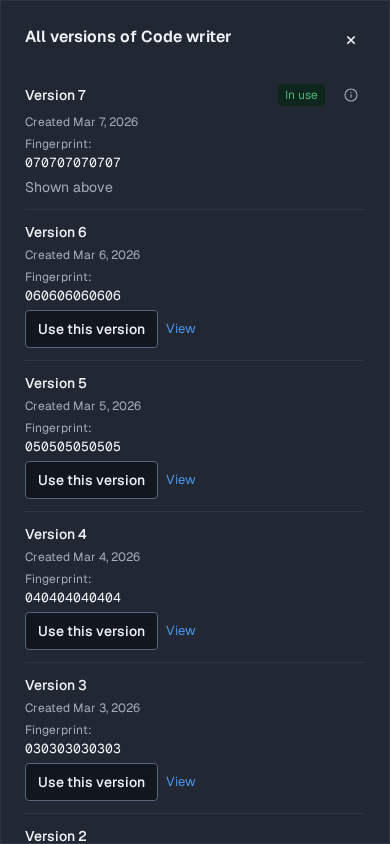 All versions of Code writer
Version 7
In use
Created Mar 7, 2026
Fingerprint:
070707070707
Shown above
Version 6
Created Mar 6, 2026
Fingerprint:
060606060606
Use this version View
Version 5
Created Mar 5, 2026
Fingerprint:
050505050505
Use this version View
Version 4
Created Mar 4, 2026
Fingerprint:
040404040404
Use this version View
Version 3
Created Mar 3, 2026
Fingerprint:
030303030303
Use this version View
Version 2